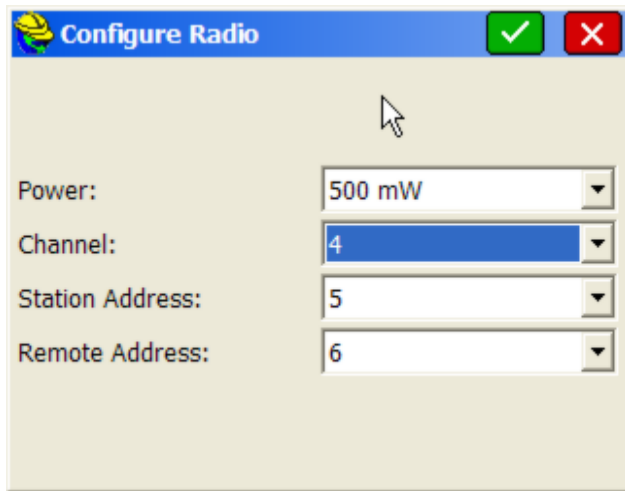 Configure Radio
Power: 500 mW
Channel: 4
Station Address: 5
Remote Address: 6